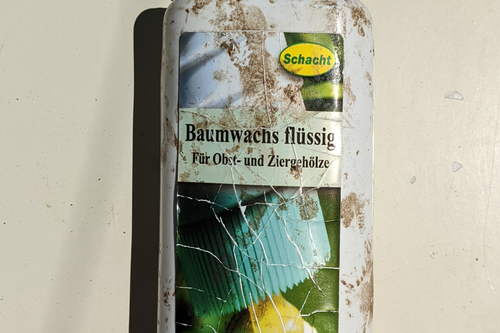 Schacht
Baumwachs flüssig
Für Obst- und Ziergehölze